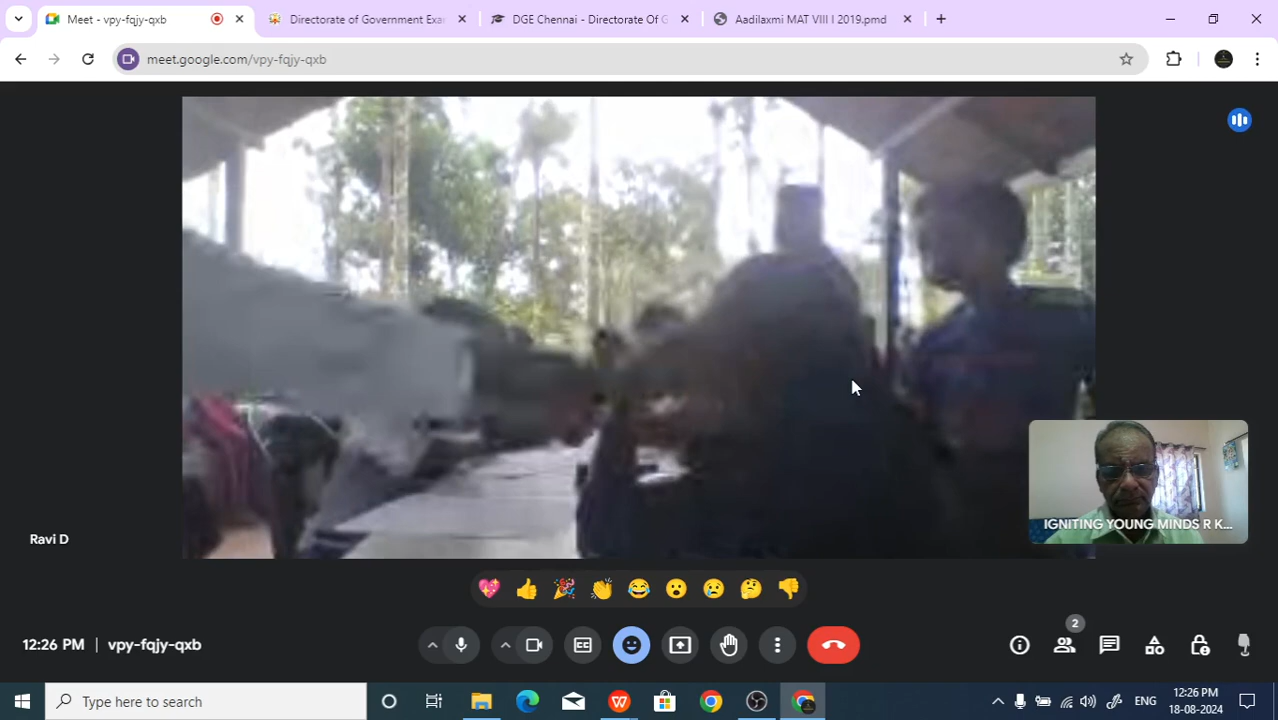 Meet - vpy-fqjy-qxb
Directorate of Government Exa
DGE Chennai - Directorate Of G
Aadilaxmi MAT VIII l 2019.pmd
meet.google.com/vpy-fqjy-qxb
Ravi D
IGNITING YOUNG MINDS R K...
12:26 PM | vpy-fqjy-qxb
2
Type here to search
ENG
12:26 PM
18-08-2024